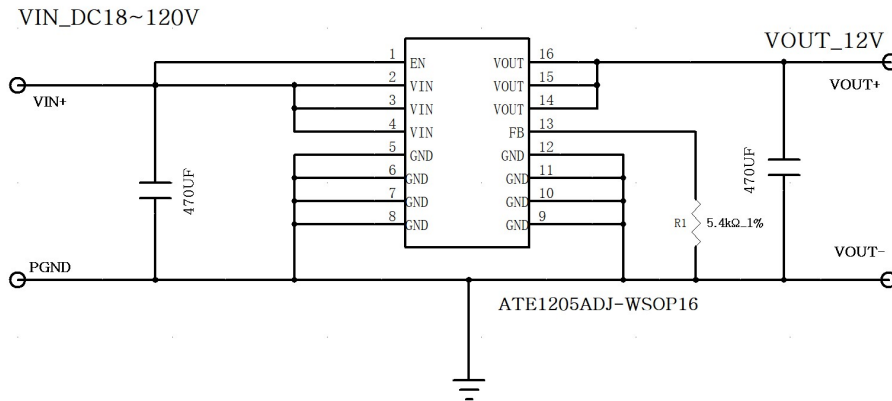 VIN_DC18~120V
VOUT_12V
1 EN VOUT 16
2 VIN VOUT 15
3 VIN VOUT 14
4 VIN FB 13
5 GND GND 12
6 GND GND 11
7 GND GND 10
8 GND GND 9
VIN+
VOUT+
470UF
470UF
R1 5.4kΩ_1%
PGND
VOUT-
ATE1205ADJ-WSOP16